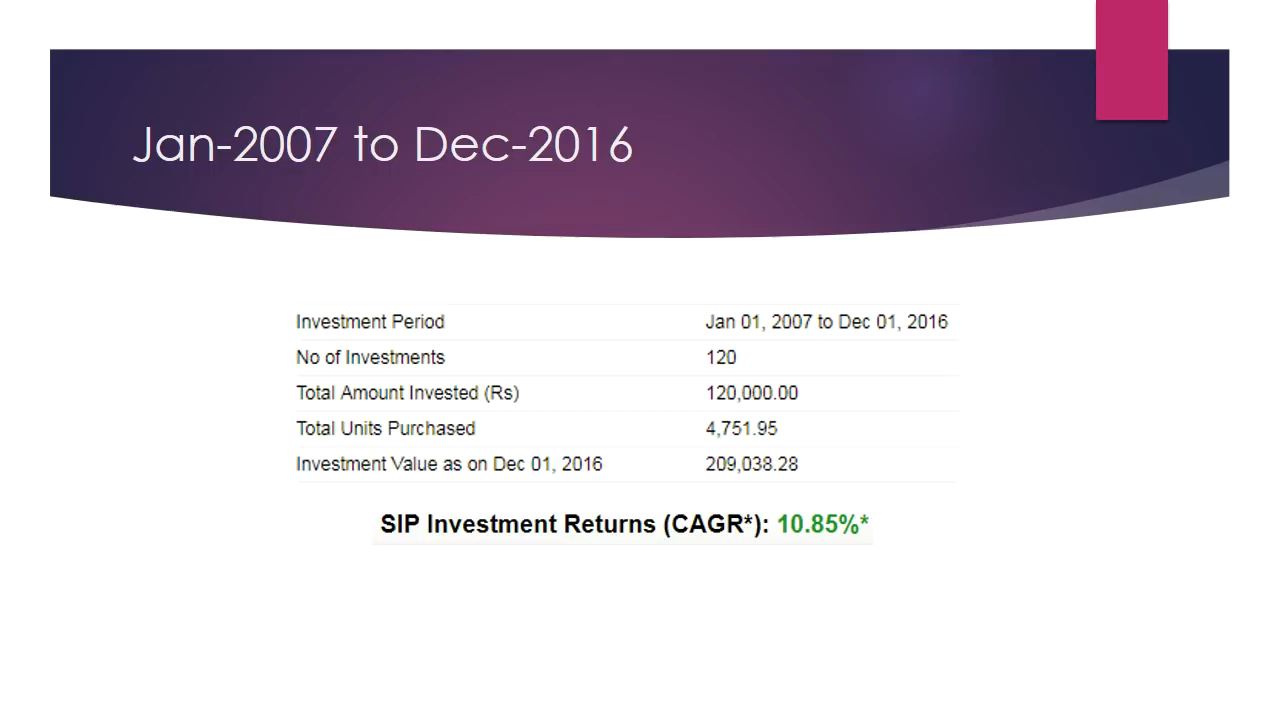 Jan-2007 to Dec-2016
Investment Period Jan 01, 2007 to Dec 01, 2016
No of Investments 120
Total Amount Invested (Rs) 120,000.00
Total Units Purchased 4,751.95
Investment Value as on Dec 01, 2016 209,038.28
SIP Investment Returns (CAGR*): 10.85%*